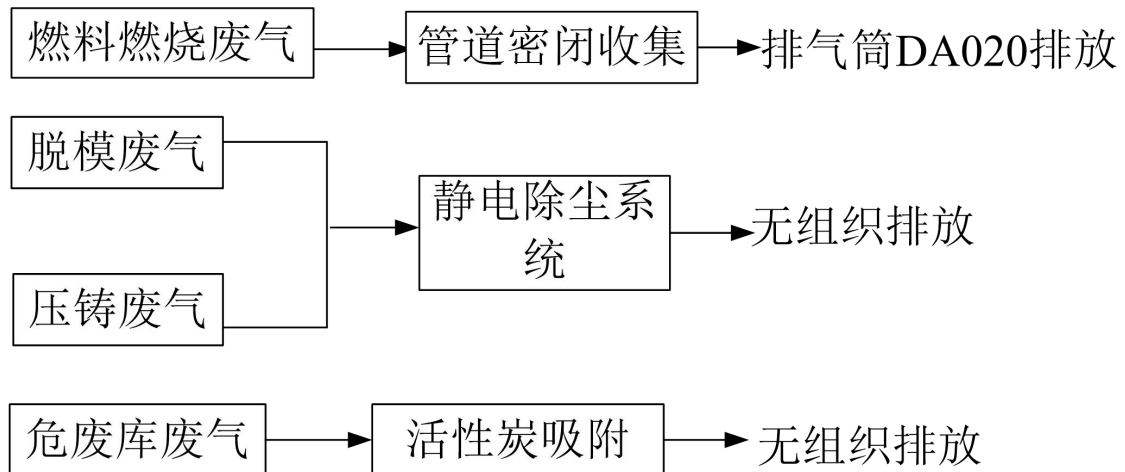 燃料燃烧废气
管道密闭收集
排气筒DA020排放
脱模废气
静电除尘系
统
无组织排放
压铸废气
危废库废气
活性炭吸附
无组织排放